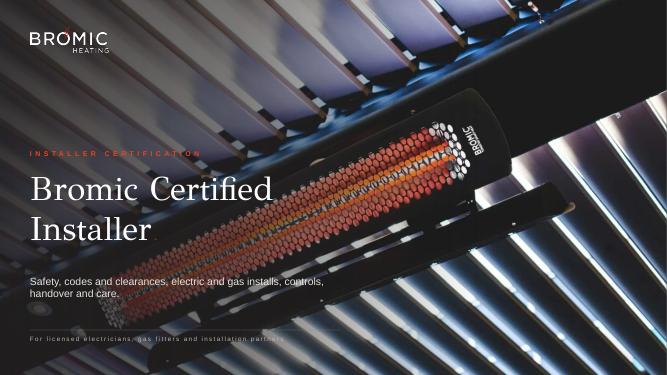 BROMIC
HEATING
INSTALLER CERTIFICATION
Bromic Certified
Installer
Safety, codes and clearances, electric and gas installs, controls,
handover and care.
For licensed electricians, gas fitters and installation partners
BROMIC